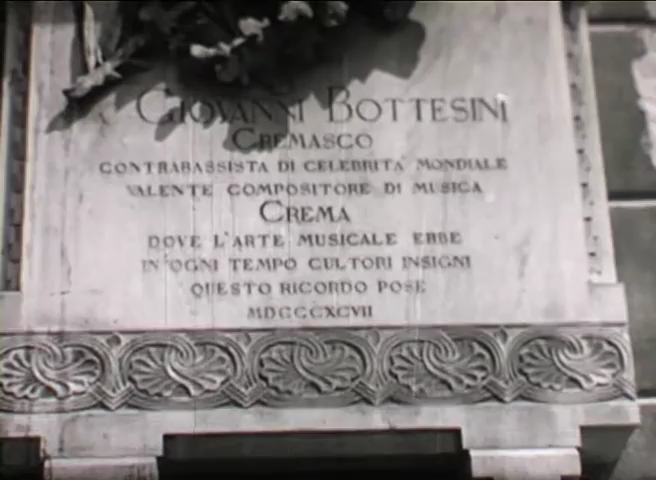 A GIOVANNI BOTTESINI
CREMASCO
CONTRABASSISTA DI CELEBRITA' MONDIALE
VALENTE COMPOSITORE DI MUSICA
CREMA
DOVE L'ARTE MUSICALE EBBE
IN OGNI TEMPO CULTORI INSIGNI
QUESTO RICORDO POSE
MDCCCXCVII